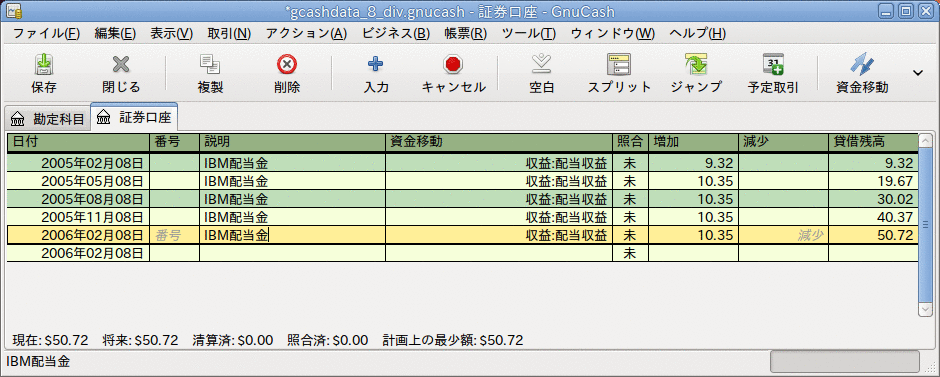 *gcashdata_8_div.gnucash - 証券口座 - GnuCash
ファイル(F) 編集(E) 表示(V) 取引(N) アクション(A) ビジネス(B) 帳票(R) ツール(T) ウィンドウ(W) ヘルプ(H)
保存 閉じる 複製 削除 入力 キャンセル 空白 スプリット ジャンプ 予定取引 資金移動
勘定科目 証券口座
日付 番号 説明 資金移動 照合 増加 減少 貸借残高
2005年02月08日 IBM配当金 収益:配当収益 未 9.32 9.32
2005年05月08日 IBM配当金 収益:配当収益 未 10.35 19.67
2005年08月08日 IBM配当金 収益:配当収益 未 10.35 30.02
2005年11月08日 IBM配当金 収益:配当収益 未 10.35 40.37
2006年02月08日 番号 IBM配当金 収益:配当収益 未 10.35 減少 50.72
2006年02月08日 未
現在: $50.72 将来: $50.72 清算済: $0.00 照合済: $0.00 計画上の最少額: $50.72
IBM配当金